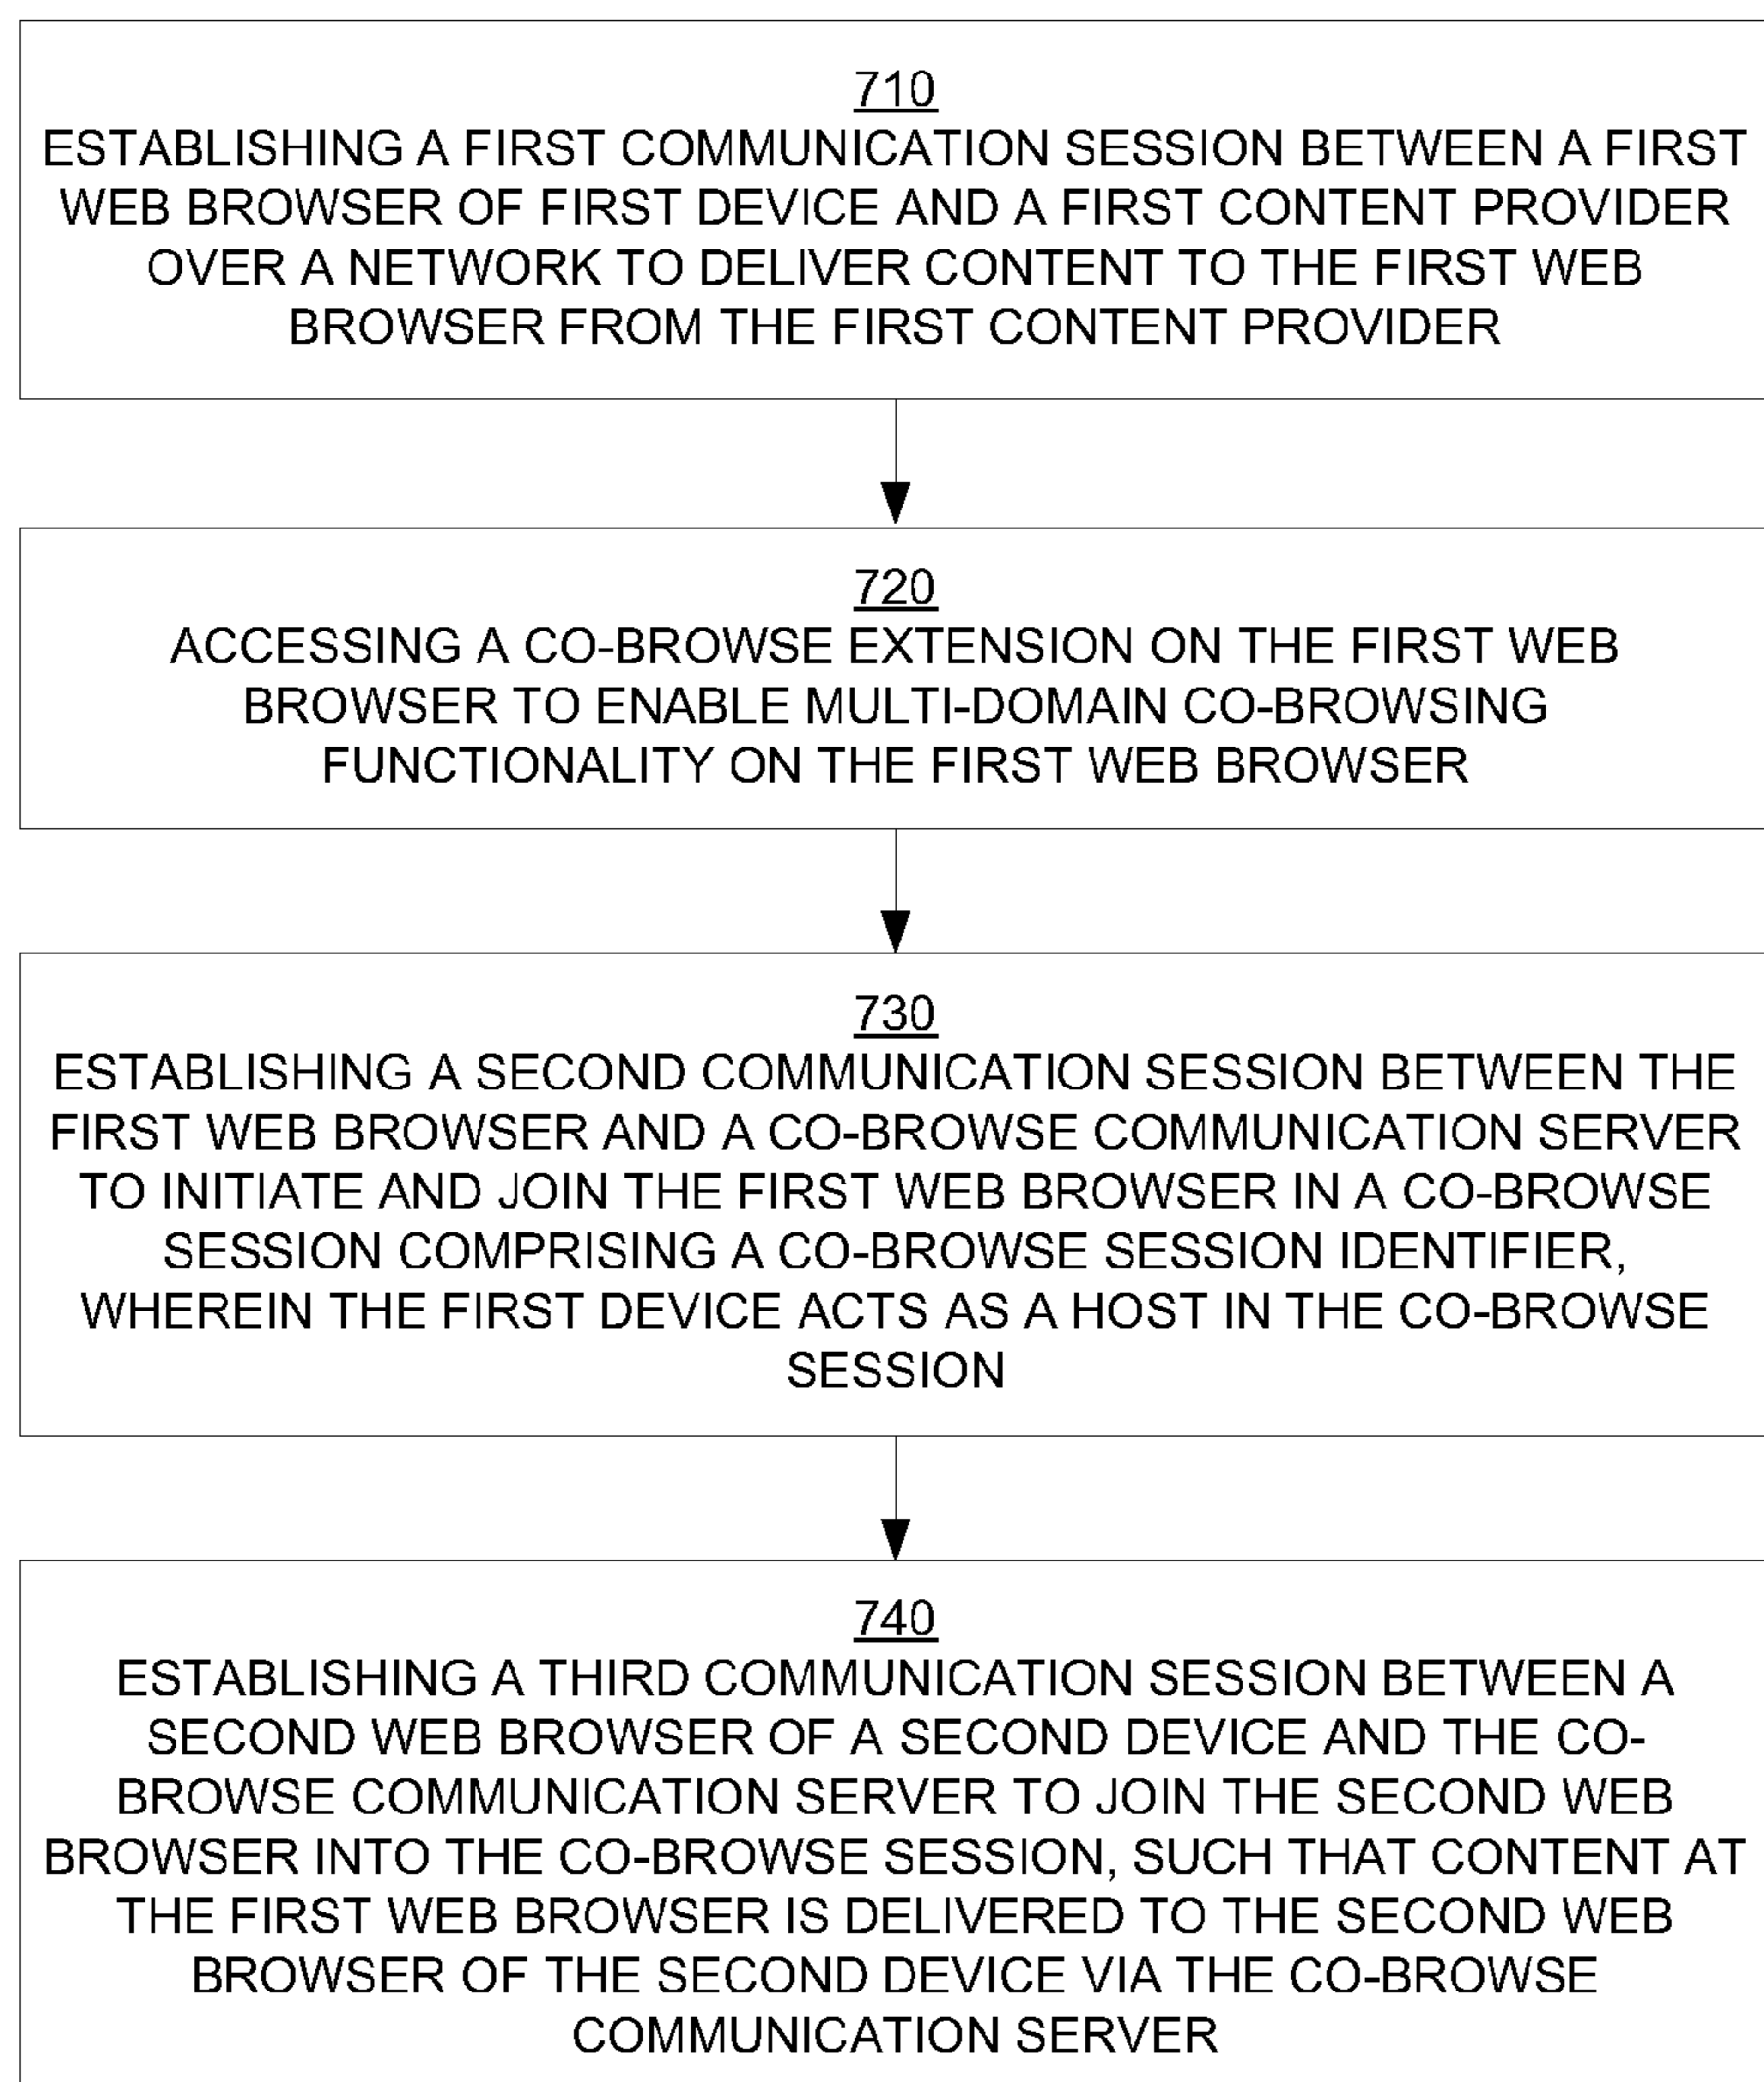 710
ESTABLISHING A FIRST COMMUNICATION SESSION BETWEEN A FIRST
WEB BROWSER OF FIRST DEVICE AND A FIRST CONTENT PROVIDER
OVER A NETWORK TO DELIVER CONTENT TO THE FIRST WEB
BROWSER FROM THE FIRST CONTENT PROVIDER
720
ACCESSING A CO-BROWSE EXTENSION ON THE FIRST WEB
BROWSER TO ENABLE MULTI-DOMAIN CO-BROWSING
FUNCTIONALITY ON THE FIRST WEB BROWSER
730
ESTABLISHING A SECOND COMMUNICATION SESSION BETWEEN THE
FIRST WEB BROWSER AND A CO-BROWSE COMMUNICATION SERVER
TO INITIATE AND JOIN THE FIRST WEB BROWSER IN A CO-BROWSE
SESSION COMPRISING A CO-BROWSE SESSION IDENTIFIER,
WHEREIN THE FIRST DEVICE ACTS AS A HOST IN THE CO-BROWSE
SESSION
740
ESTABLISHING A THIRD COMMUNICATION SESSION BETWEEN A
SECOND WEB BROWSER OF A SECOND DEVICE AND THE CO-
BROWSE COMMUNICATION SERVER TO JOIN THE SECOND WEB
BROWSER INTO THE CO-BROWSE SESSION, SUCH THAT CONTENT AT
THE FIRST WEB BROWSER IS DELIVERED TO THE SECOND WEB
BROWSER OF THE SECOND DEVICE VIA THE CO-BROWSE
COMMUNICATION SERVER